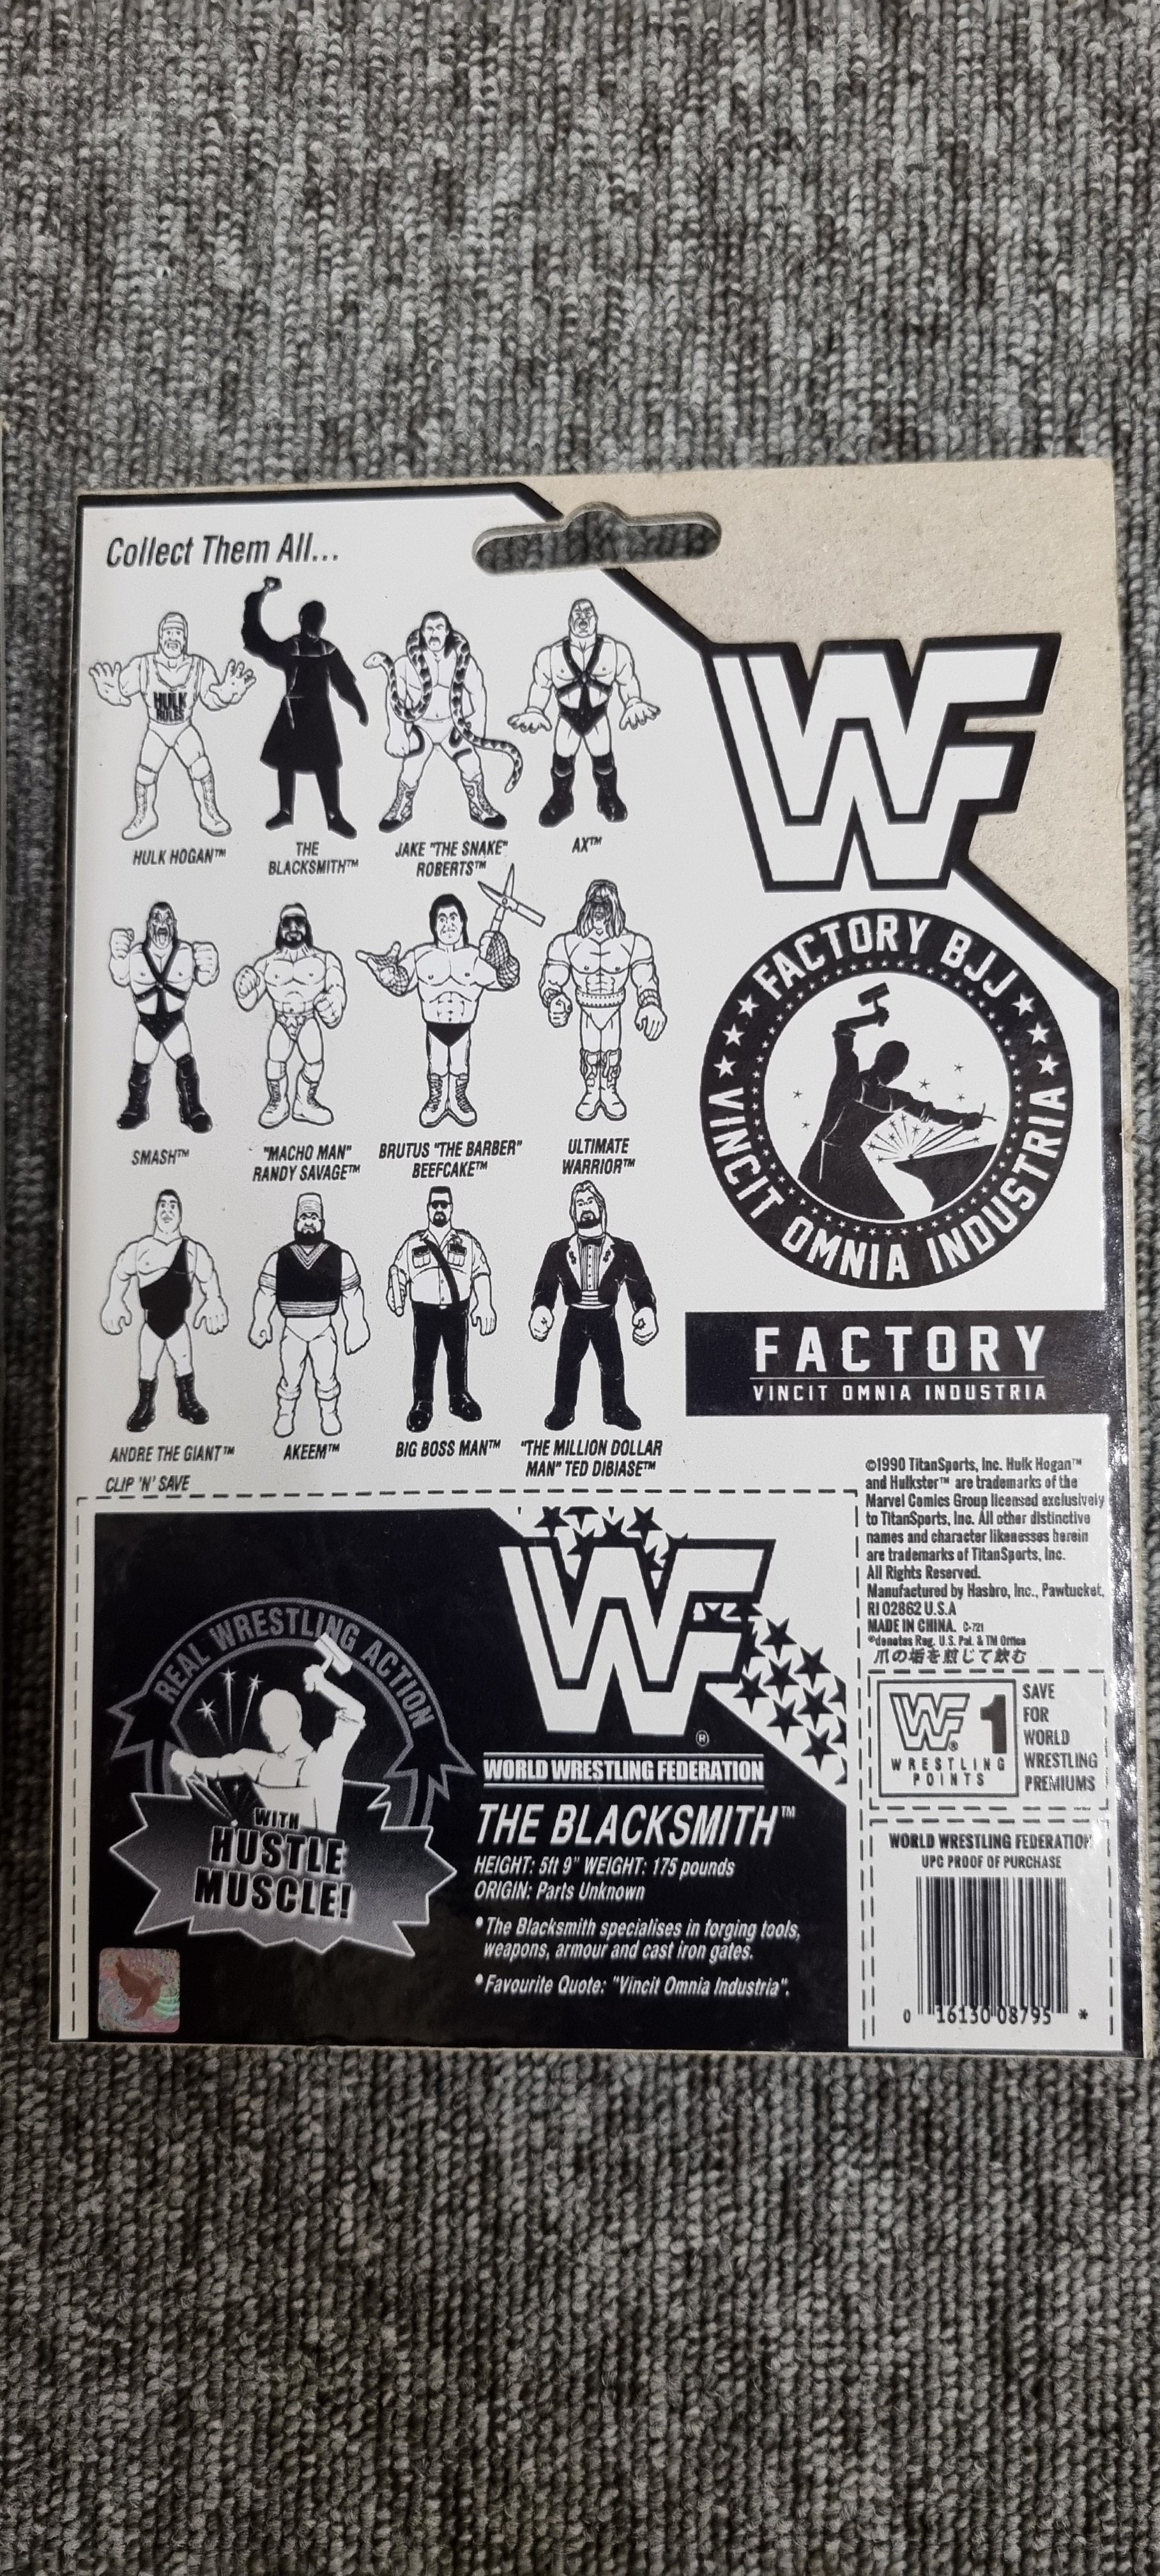 Collect Them All...
HULK RULES
HULK HOGAN™
THE
BLACKSMITH™
JAKE "THE SNAKE"
ROBERTS™
AX™
SMASH™
"MACHO MAN"
RANDY SAVAGE™
BRUTUS "THE BARBER"
BEEFCAKE™
ULTIMATE
WARRIOR™
ANDRE THE GIANT™
AKEEM™
BIG BOSS MAN™
"THE MILLION DOLLAR
MAN" TED DIBIASE™
WF
FACTORY BJJ
VINCIT OMNIA INDUSTRIA
FACTORY
VINCIT OMNIA INDUSTRIA
©1990 TitanSports, Inc. Hulk Hogan™
and Hulkster™ are trademarks of the
Marvel Comics Group licensed exclusively
to TitanSports, Inc. All other distinctive
names and character likenesses herein
are trademarks of TitanSports, Inc.
All Rights Reserved.
Manufactured by Hasbro, Inc., Pawtucket,
RI 02862 U.S.A
MADE IN CHINA. C-721
®denotes Reg. U.S. Pat. & TM Office
爪の垢を煎じて飲む
CLIP 'N' SAVE
REAL WRESTLING ACTION
WITH
HUSTLE
MUSCLE!
WF®
WORLD WRESTLING FEDERATION
THE BLACKSMITH™
HEIGHT: 5ft 9" WEIGHT: 175 pounds
ORIGIN: Parts Unknown
•The Blacksmith specialises in forging tools,
weapons, armour and cast iron gates.
•Favourite Quote: "Vincit Omnia Industria".
WF® 1
WRESTLING
POINTS
SAVE
FOR
WORLD
WRESTLING
PREMIUMS
WORLD WRESTLING FEDERATION
UPC PROOF OF PURCHASE
0 16130 08795 *